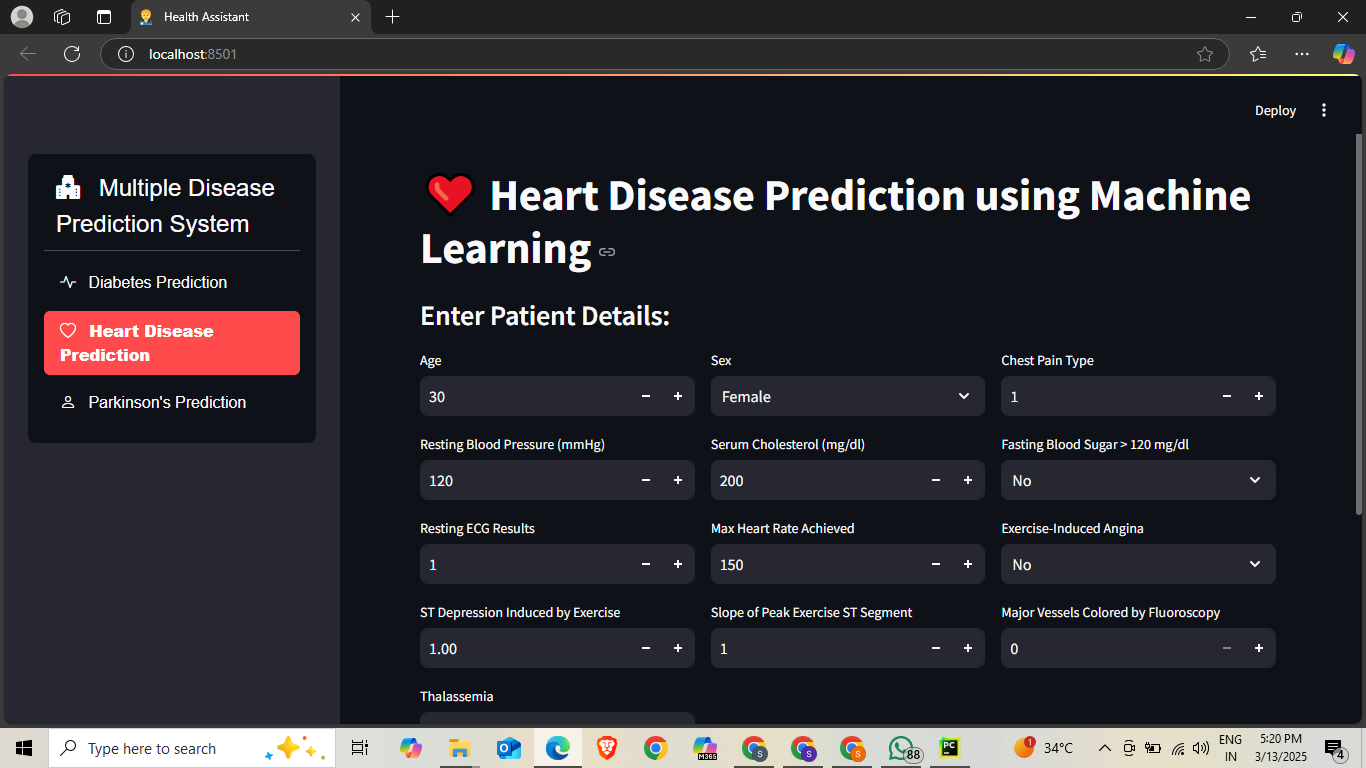 Health Assistant
localhost:8501
Deploy
Multiple Disease
Prediction System
Diabetes Prediction
Heart Disease
Prediction
Parkinson's Prediction
Heart Disease Prediction using Machine
Learning
Enter Patient Details:
Age
Sex
Chest Pain Type
30
Female
1
Resting Blood Pressure (mmHg)
Serum Cholesterol (mg/dl)
Fasting Blood Sugar > 120 mg/dl
120
200
No
Resting ECG Results
Max Heart Rate Achieved
Exercise-Induced Angina
1
150
No
ST Depression Induced by Exercise
Slope of Peak Exercise ST Segment
Major Vessels Colored by Fluoroscopy
1.00
1
0
Thalassemia
Type here to search
M365
S
S
S
88
PC
1
34°C
ENG
IN
5:20 PM
3/13/2025
4